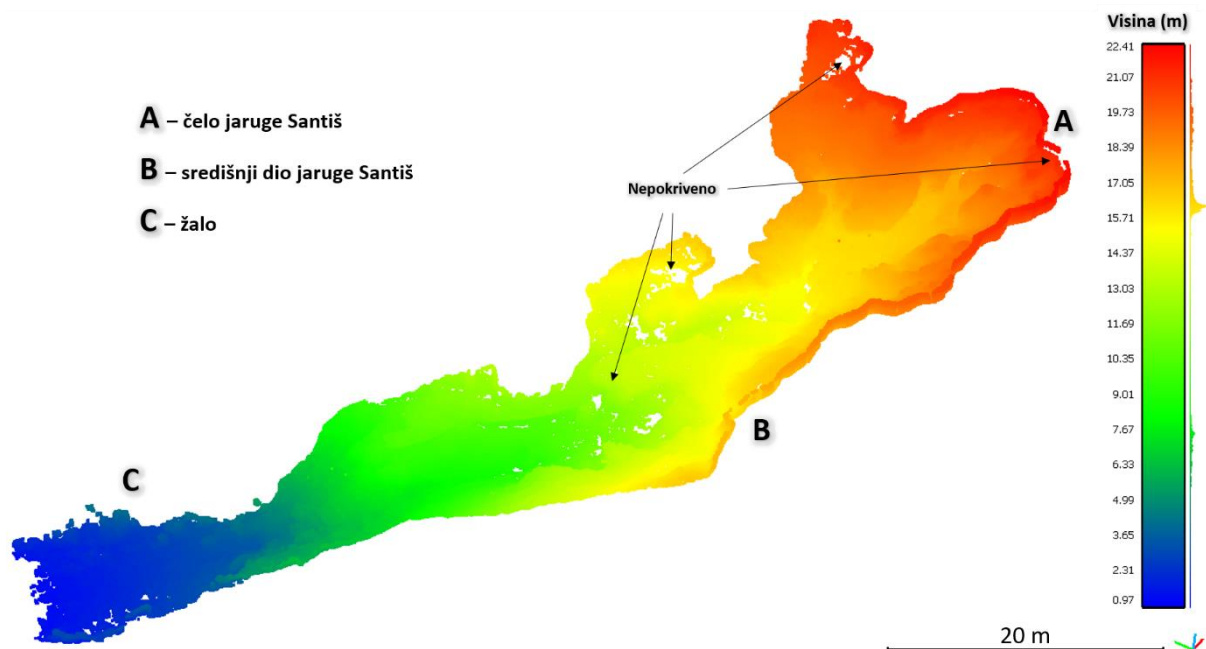 Visina (m)
A – čelo jaruge Santiš
B – središnji dio jaruge Santiš
C – žalo
Nepokriveno
A
B
C
22.41
21.07
19.73
18.39
17.05
15.71
14.37
13.03
11.69
10.35
9.01
7.67
6.33
4.99
3.65
2.31
0.97
20 m